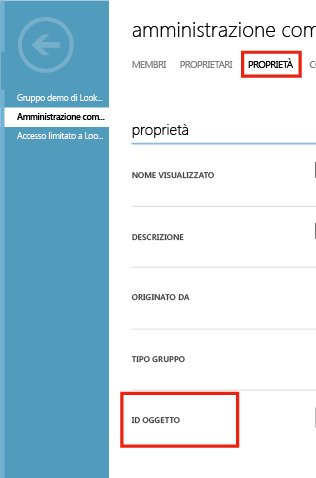 amministrazione com
MEMBRI PROPRIETARI PROPRIETÀ
Gruppo demo di Look...
Amministrazione com...
Accesso limitato a Loo...
proprietà
NOME VISUALIZZATO
DESCRIZIONE
ORIGINATO DA
TIPO GRUPPO
ID OGGETTO